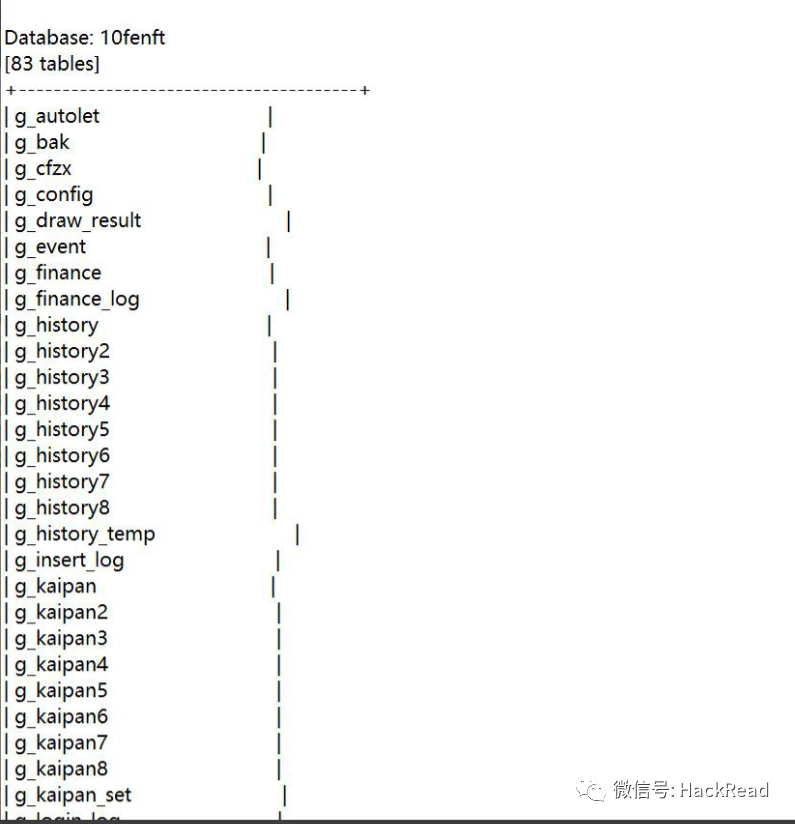 Database: 10fenft
[83 tables]
+--------------------------------------+
| g_autolet |
| g_bak |
| g_cfzx |
| g_config |
| g_draw_result |
| g_event |
| g_finance |
| g_finance_log |
| g_history |
| g_history2 |
| g_history3 |
| g_history4 |
| g_history5 |
| g_history6 |
| g_history7 |
| g_history8 |
| g_history_temp |
| g_insert_log |
| g_kaipan |
| g_kaipan2 |
| g_kaipan3 |
| g_kaipan4 |
| g_kaipan5 |
| g_kaipan6 |
| g_kaipan7 |
| g_kaipan8 |
| g_kaipan_set |
| g_login_log |
微信号: HackRead